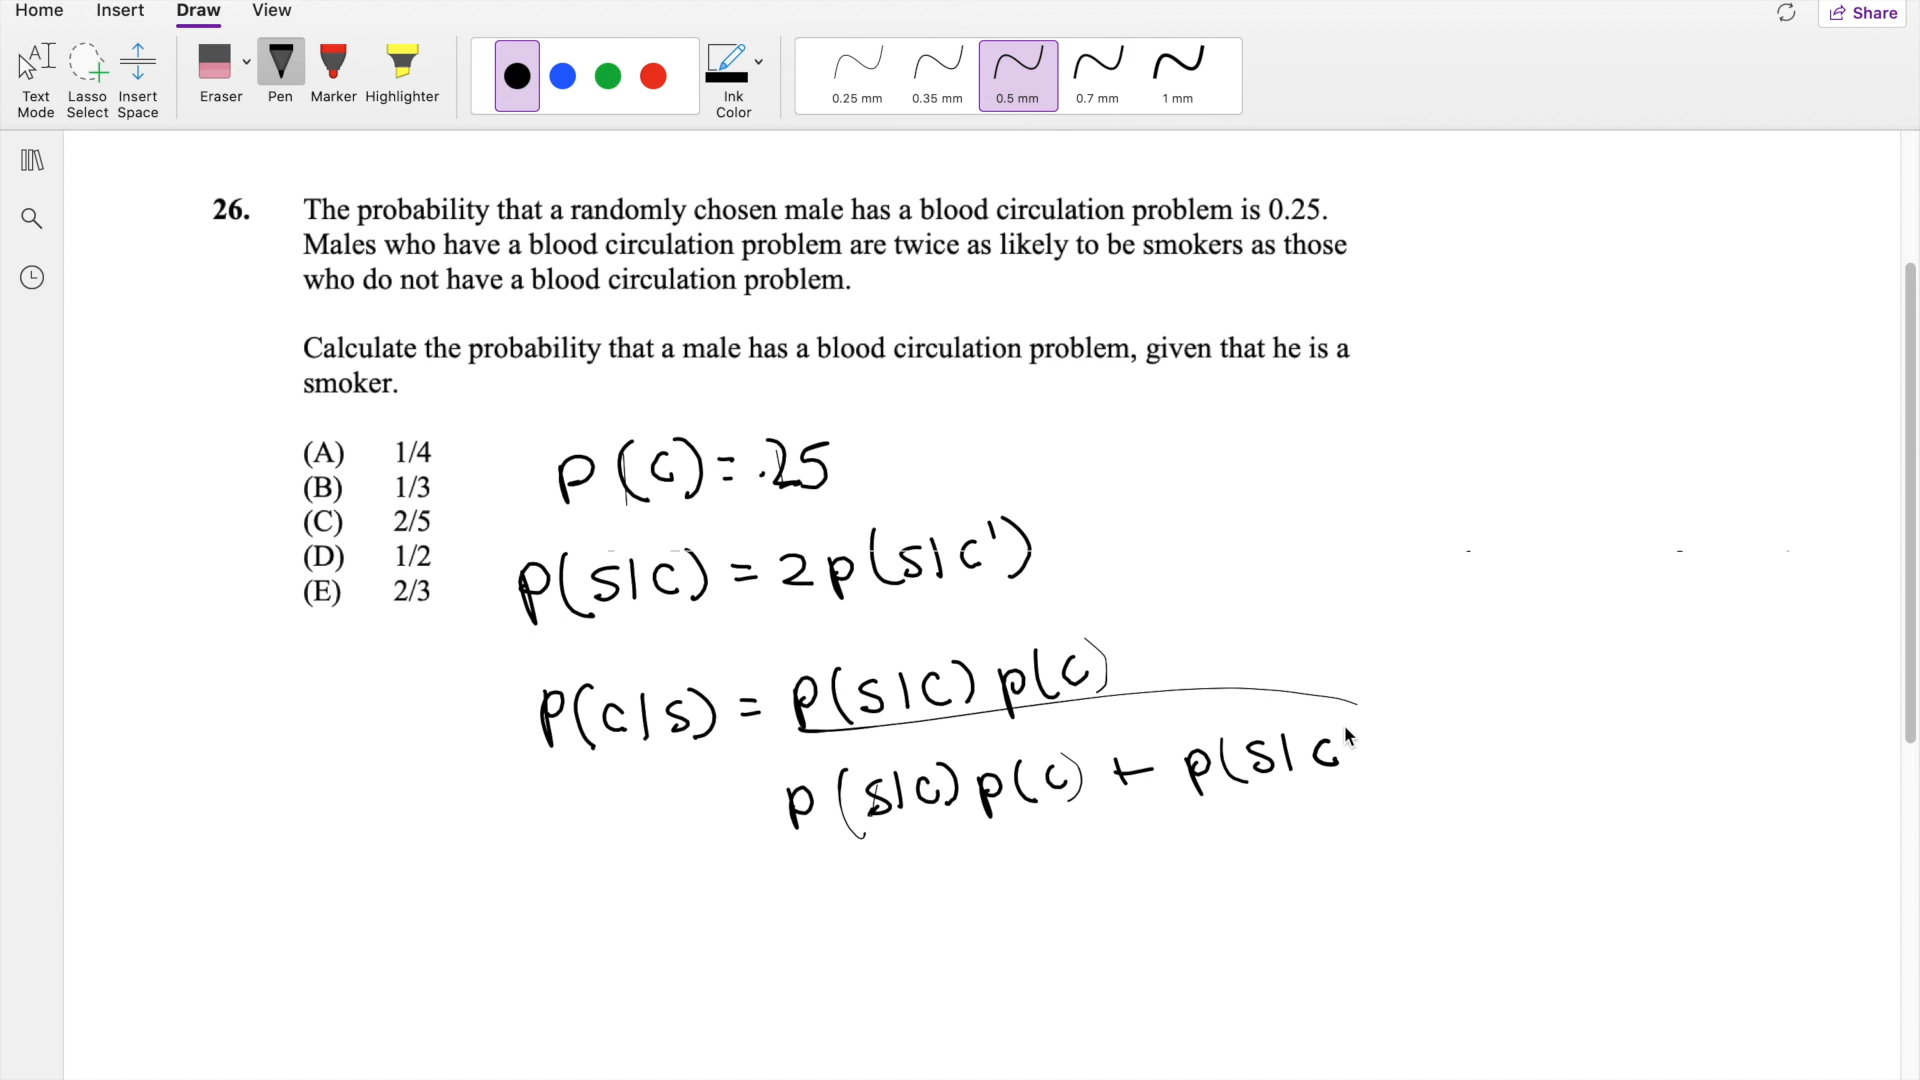 Home Insert Draw View
Share
Text Mode
Lasso Select
Insert Space
Eraser
Pen
Marker
Highlighter
Ink Color
0.25 mm
0.35 mm
0.5 mm
0.7 mm
1 mm
26. The probability that a randomly chosen male has a blood circulation problem is 0.25.
Males who have a blood circulation problem are twice as likely to be smokers as those
who do not have a blood circulation problem.
Calculate the probability that a male has a blood circulation problem, given that he is a
smoker.
(A) 1/4
(B) 1/3
(C) 2/5
(D) 1/2
(E) 2/3
P(C) = .25
P(S|C) = 2P(S|C')
P(C|S) = P(S|C) P(C)
P(S|C) P(C) + P(S|C